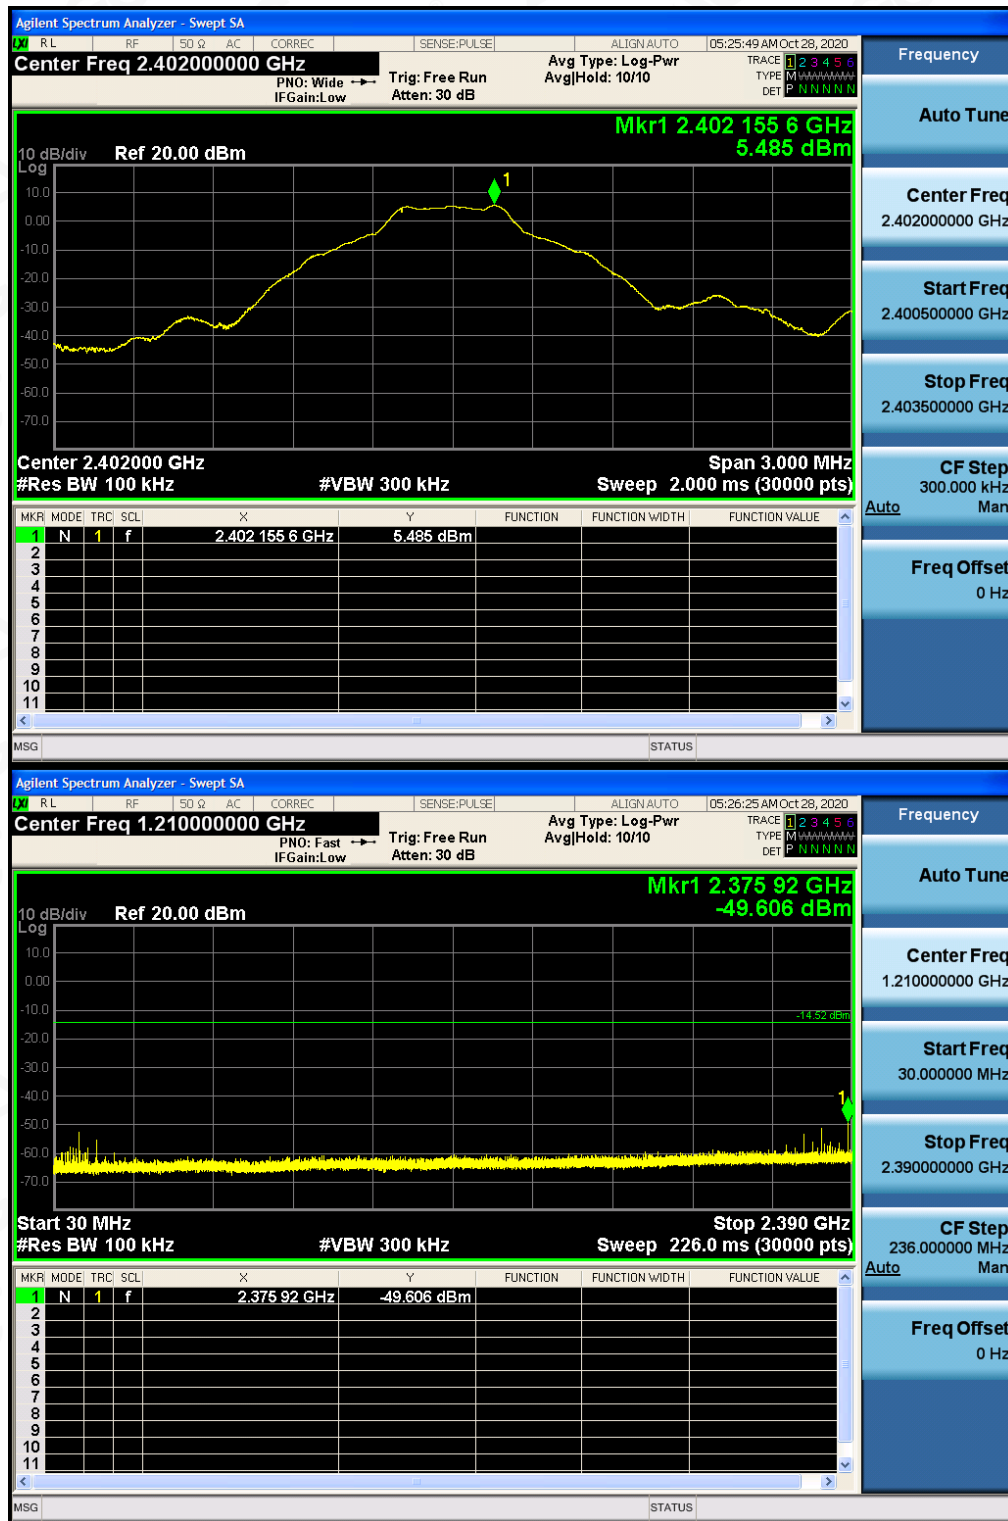 Agilent Spectrum Analyzer - Swept SA
LXI RL RF 50 Ω AC CORREC SENSE:PULSE ALIGN AUTO 05:25:49 AM Oct 28, 2020
Center Freq 2.402000000 GHz
PNO: Wide
IFGain:Low
Trig: Free Run
Atten: 30 dB
Avg Type: Log-Pwr
Avg|Hold: 10/10
TRACE 1 2 3 4 5 6
TYPE M
DET P N N N N N
Mkr1 2.402 155 6 GHz
5.485 dBm
10 dB/div Ref 20.00 dBm
Log
10.0
0.00
-10.0
-20.0
-30.0
-40.0
-50.0
-60.0
-70.0
1
Center 2.402000 GHz Span 3.000 MHz
#Res BW 100 kHz #VBW 300 kHz Sweep 2.000 ms (30000 pts)
MKR MODE TRC SCL X Y FUNCTION FUNCTION WIDTH FUNCTION VALUE
1 N 1 f 2.402 155 6 GHz 5.485 dBm
2
3
4
5
6
7
8
9
10
11
MSG STATUS
Frequency
Auto Tune
Center Freq
2.402000000 GHz
Start Freq
2.400500000 GHz
Stop Freq
2.403500000 GHz
CF Step
300.000 kHz
Auto Man
Freq Offset
0 Hz
Agilent Spectrum Analyzer - Swept SA
LXI RL RF 50 Ω AC CORREC SENSE:PULSE ALIGN AUTO 05:26:25 AM Oct 28, 2020
Center Freq 1.210000000 GHz
PNO: Fast
IFGain:Low
Trig: Free Run
Atten: 30 dB
Avg Type: Log-Pwr
Avg|Hold: 10/10
TRACE 1 2 3 4 5 6
TYPE M
DET P N N N N N
Mkr1 2.375 92 GHz
-49.606 dBm
10 dB/div Ref 20.00 dBm
Log
10.0
0.00
-10.0
-20.0
-30.0
-40.0
-50.0
-60.0
-70.0
-14.52 dBm
1
Start 30 MHz Stop 2.390 GHz
#Res BW 100 kHz #VBW 300 kHz Sweep 226.0 ms (30000 pts)
MKR MODE TRC SCL X Y FUNCTION FUNCTION WIDTH FUNCTION VALUE
1 N 1 f 2.375 92 GHz -49.606 dBm
2
3
4
5
6
7
8
9
10
11
MSG STATUS
Frequency
Auto Tune
Center Freq
1.210000000 GHz
Start Freq
30.000000 MHz
Stop Freq
2.390000000 GHz
CF Step
236.000000 MHz
Auto Man
Freq Offset
0 Hz